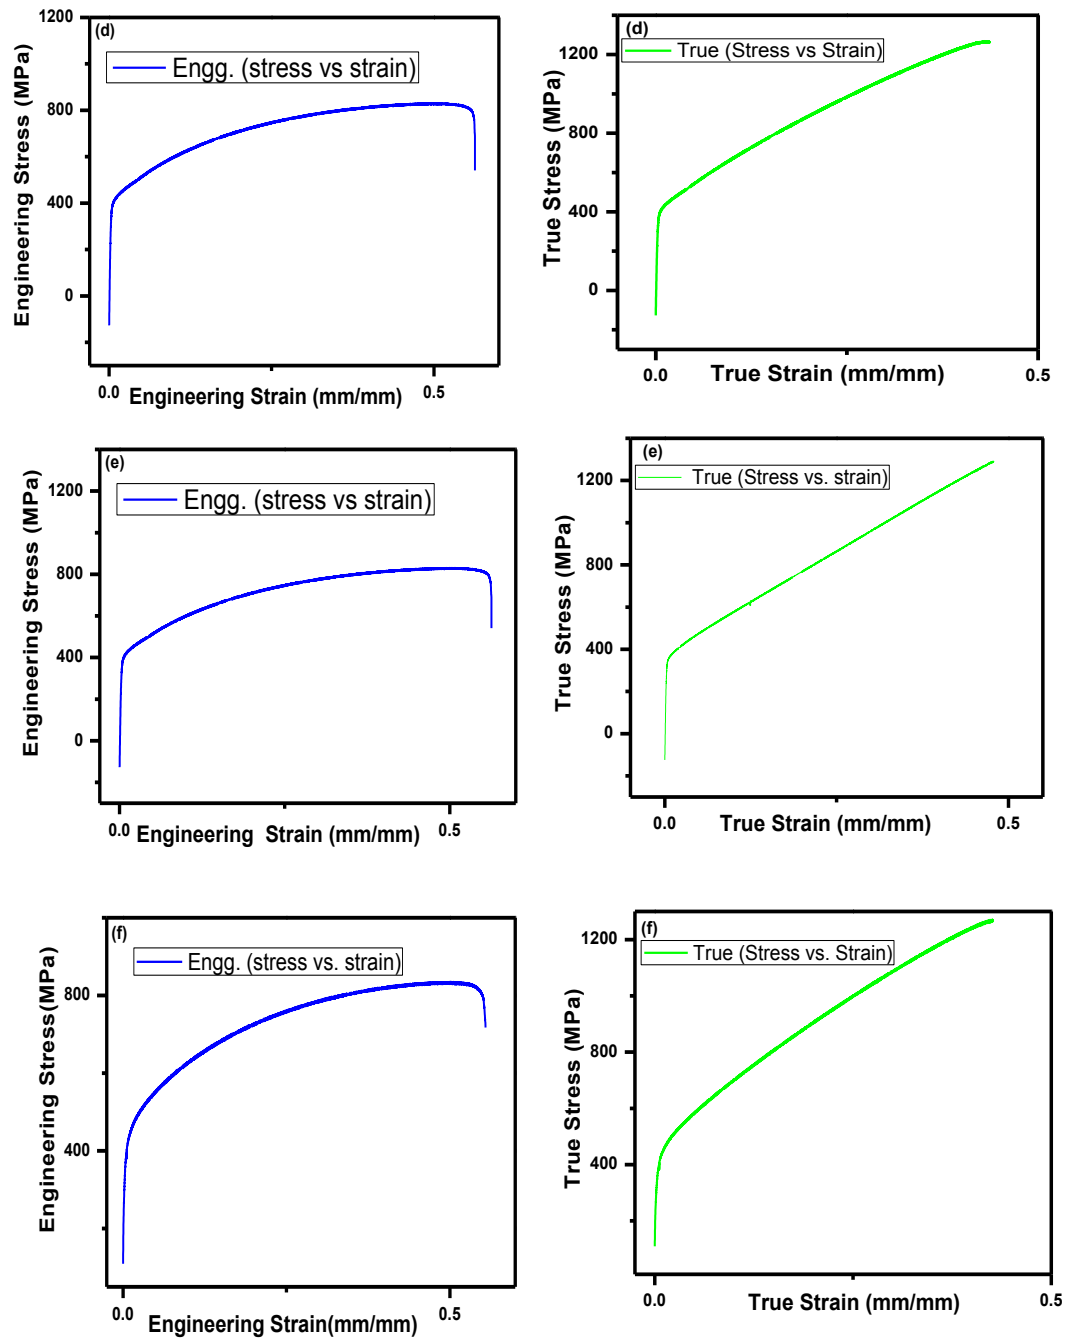 (d)
Engg. (stress vs strain)
1200
800
400
0
Engineering Stress (MPa)
0.0
0.5
Engineering Strain (mm/mm)
(d)
True (Stress vs Strain)
1200
800
400
0
True Stress (MPa)
0.0
0.5
True Strain (mm/mm)
(e)
Engg. (stress vs strain)
1200
800
400
0
Engineering Stress (MPa)
0.0
0.5
Engineering Strain (mm/mm)
(e)
True (Stress vs. strain)
1200
800
400
0
True Stress (MPa)
0.0
0.5
True Strain (mm/mm)
(f)
Engg. (stress vs. strain)
800
400
Engineering Stress(MPa)
0.0
0.5
Engineering Strain(mm/mm)
(f)
True (Stress vs. Strain)
1200
800
400
True Stress (MPa)
0.0
0.5
True Strain (mm/mm)